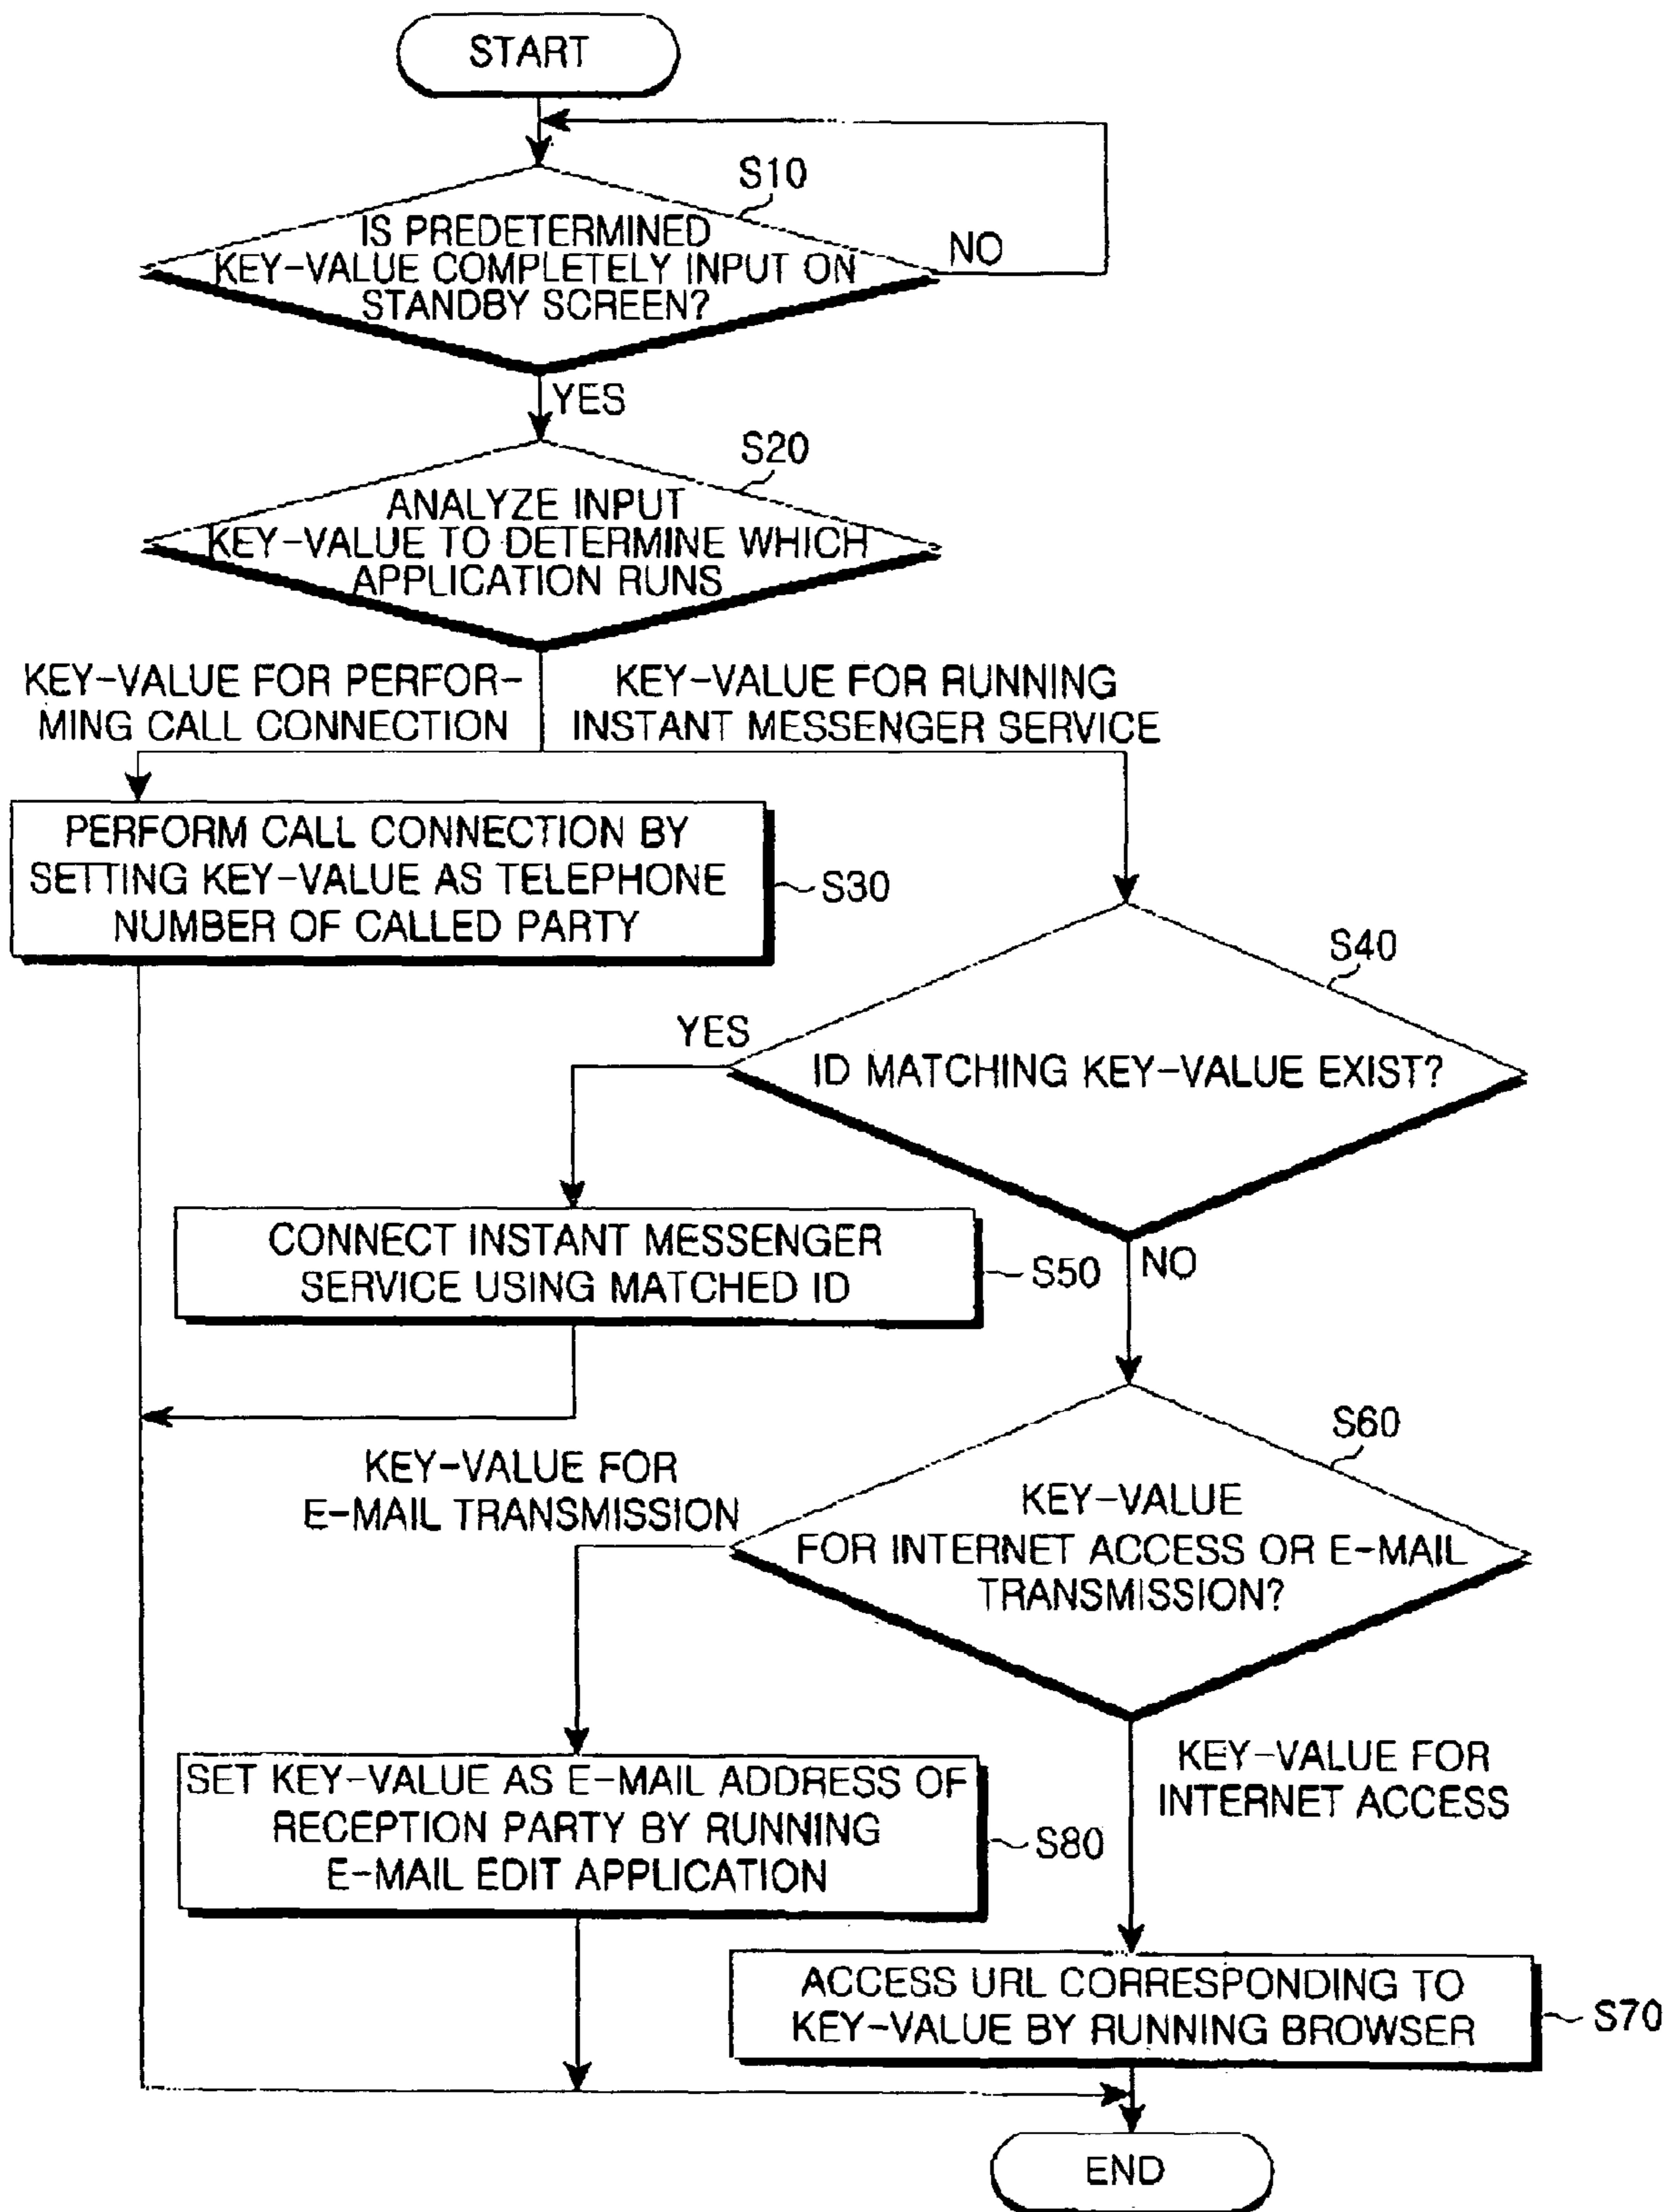 START
S10
IS PREDETERMINED
KEY-VALUE COMPLETELY INPUT ON
STANDBY SCREEN?
NO
YES
S20
ANALYZE INPUT
KEY-VALUE TO DETERMINE WHICH
APPLICATION RUNS
KEY-VALUE FOR PERFOR-
MING CALL CONNECTION
KEY-VALUE FOR RUNNING
INSTANT MESSENGER SERVICE
PERFORM CALL CONNECTION BY
SETTING KEY-VALUE AS TELEPHONE
NUMBER OF CALLED PARTY
S30
S40
YES
ID MATCHING KEY-VALUE EXIST?
CONNECT INSTANT MESSENGER
SERVICE USING MATCHED ID
S50
NO
S60
KEY-VALUE FOR
E-MAIL TRANSMISSION
KEY-VALUE
FOR INTERNET ACCESS OR E-MAIL
TRANSMISSION?
KEY-VALUE FOR
INTERNET ACCESS
SET KEY-VALUE AS E-MAIL ADDRESS OF
RECEPTION PARTY BY RUNNING
E-MAIL EDIT APPLICATION
S80
ACCESS URL CORRESPONDING TO
KEY-VALUE BY RUNNING BROWSER
S70
END